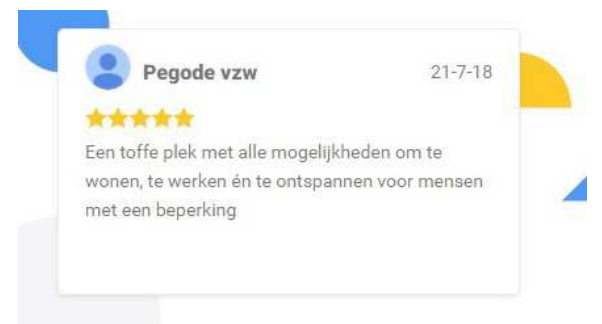 Pegode vzw
21-7-18
Een toffe plek met alle mogelijkheden om te
wonen, te werken én te ontspannen voor mensen
met een beperking